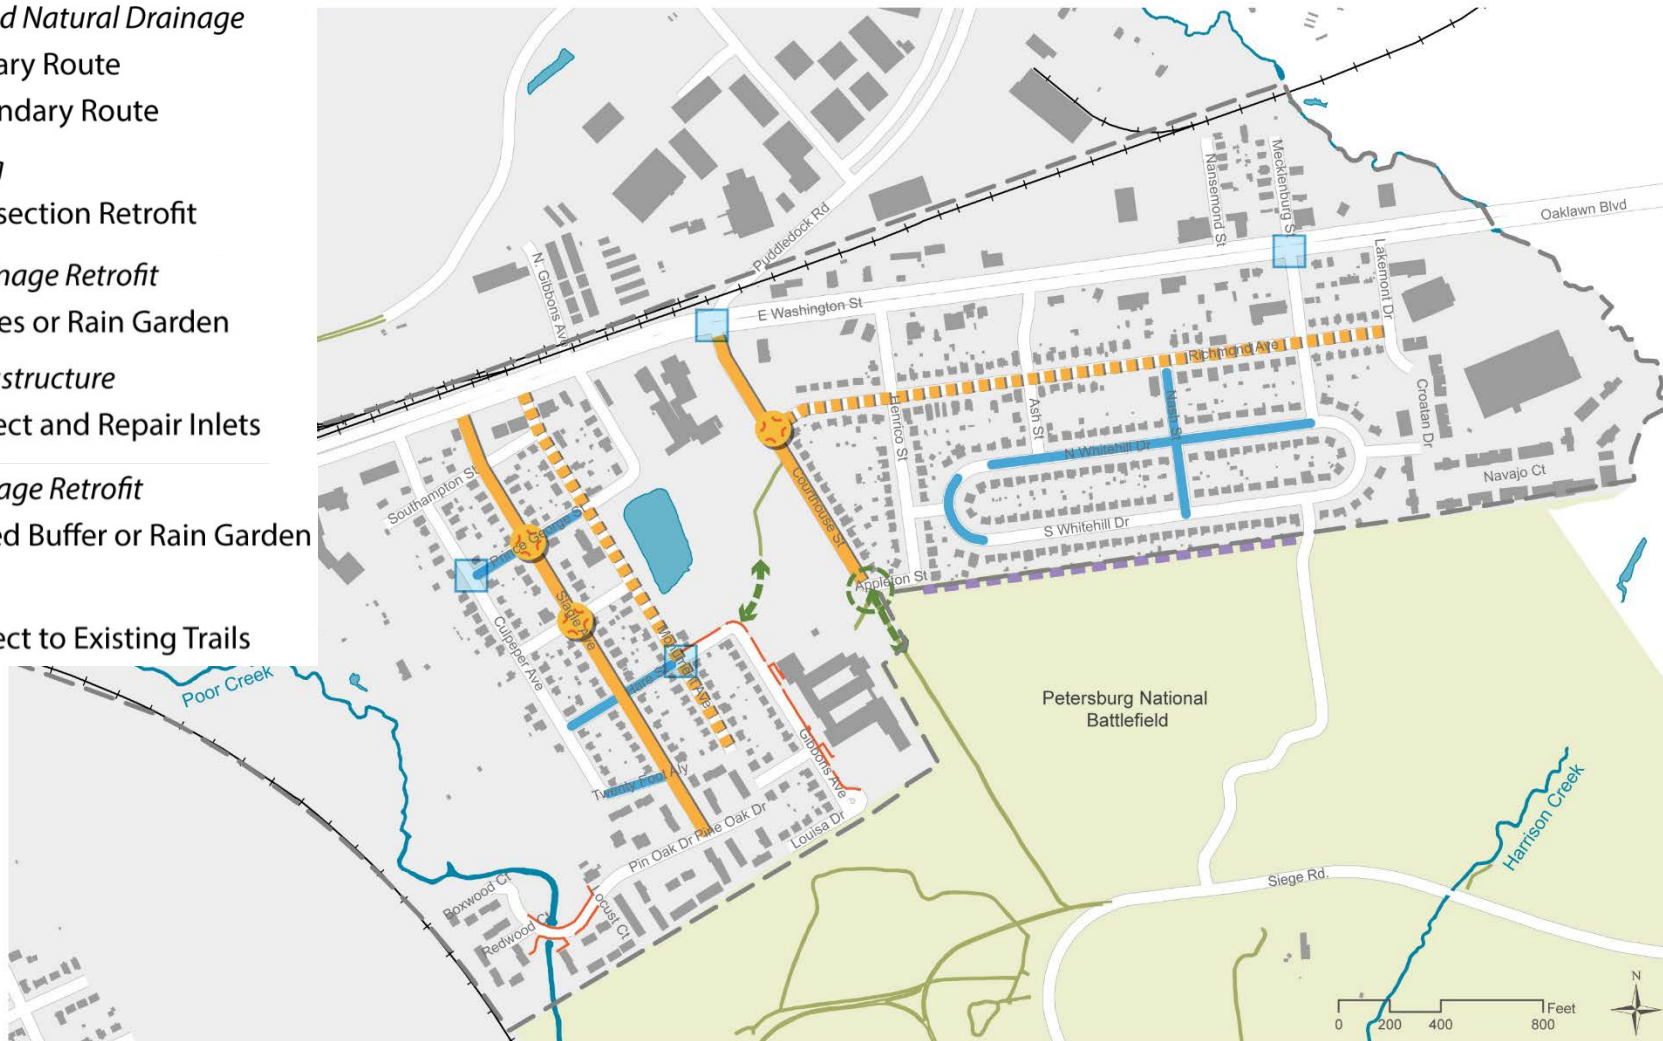 d Natural Drainage
ary Route
ndary Route
g
section Retrofit
nage Retrofit
es or Rain Garden
structure
ect and Repair Inlets
age Retrofit
ed Buffer or Rain Garden
ect to Existing Trails
Oaklawn Blvd
Nansemond St
Mecklenburg St
Lakemont Dr
Puddledock Rd
N. Gibbons Ave
E Washington St
Richmond Ave
Croatan Dr
Henrico St
Ash St
Nash St
N Whitehill Dr
S Whitehill Dr
Navajo Ct
Southampton St
Courthouse St
Prince George St
Appleton St
Slagle Ave
Culpeper Ave
Monument Ave
Hare St
Poor Creek
Petersburg National
Battlefield
Gibbons Ave
Twenty Foot Aly
Pin Oak Dr
Pine Oak Dr
Louisa Dr
Harrison Creek
Boxwood Ct
Redwood Ct
Locust Ct
Siege Rd.
N
Feet
0 200 400 800